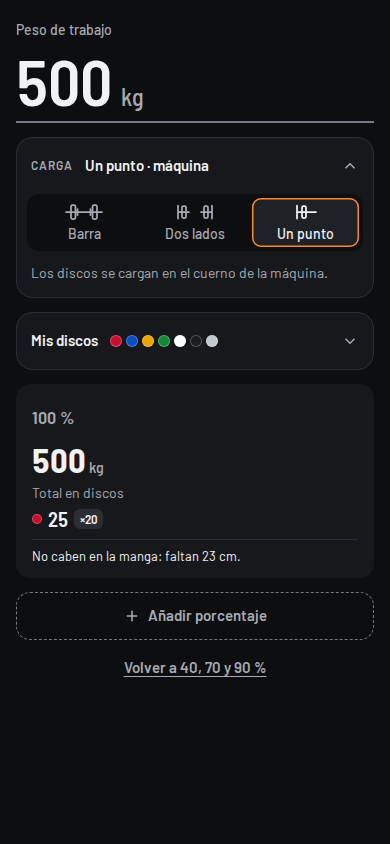 Peso de trabajo
500 kg
CARGA Un punto · máquina
Barra Dos lados Un punto
Los discos se cargan en el cuerno de la máquina.
Mis discos
100 %
500 kg
Total en discos
25 ×20
No caben en la manga: faltan 23 cm.
+ Añadir porcentaje
Volver a 40, 70 y 90 %